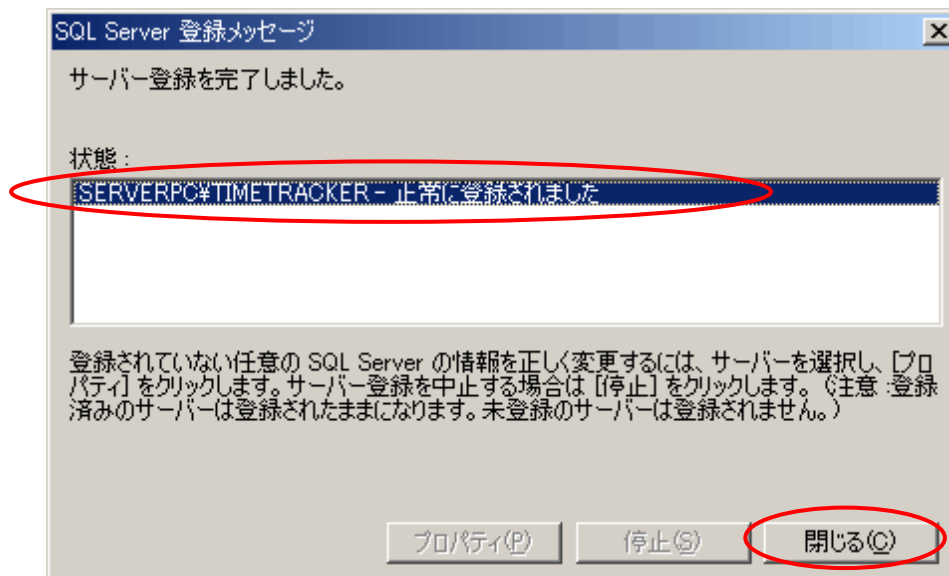 SQL Server 登録メッセージ
サーバー登録を完了しました。
状態 :
SERVERPC¥TIMETRACKER - 正常に登録されました
登録されていない任意の SQL Server の情報を正しく変更するには、サーバーを選択し、[プロ
パティ] をクリックします。サーバー登録を中止する場合は [停止] をクリックします。 (注意 :登録
済みのサーバーは登録されたままになります。未登録のサーバーは登録されません。)
プロパティ(P)
停止(S)
閉じる(C)